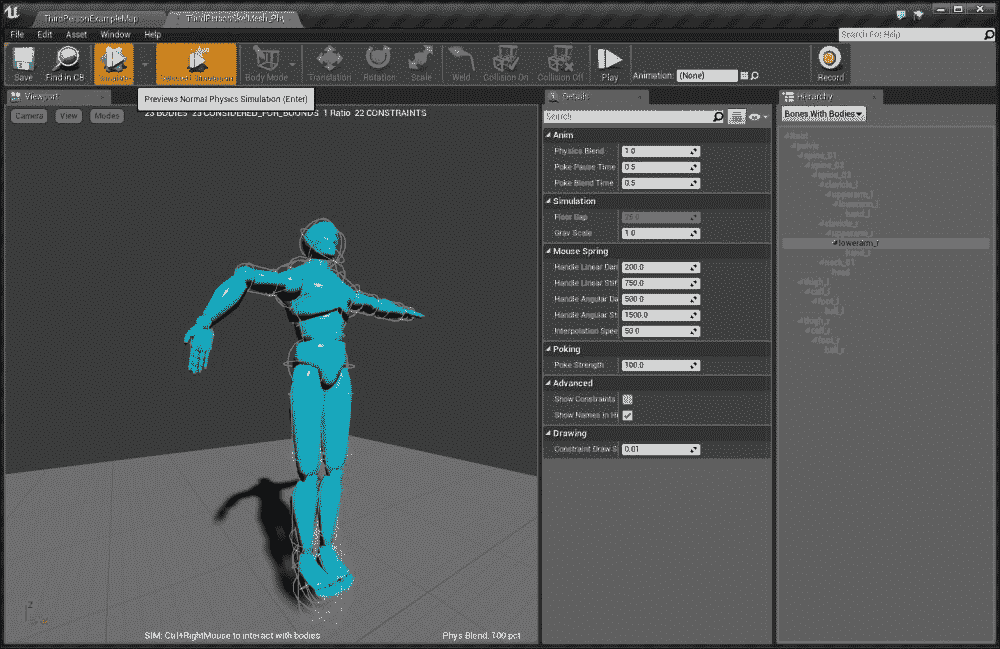 ThirdPersonExampleMap
File Edit Asset Window Help
Search For Help
Save Find in CB Simulate Selected Simulation Body Mode Translation Rotation Scale Weld Collision On Collision Off Play Animation: (None) Record
Viewport
Details
Hierarchy
Camera View Modes
Previews Normal Physics Simulation (Enter)
23 BODIES 23 CONSIDERED_FOR_BOUNDS 1 Ratio 22 CONSTRAINTS
Search
Bones With Bodies
Anim
Physics Blend 1.0
Poke Pause Time 0.5
Poke Blend Time 0.5
Simulation
Floor Gap 25.0
Grav Scale 1.0
Mouse Spring
Handle Linear Dam 200.0
Handle Linear Stif 750.0
Handle Angular Da 500.0
Handle Angular St 1500.0
Interpolation Spee 50.0
Poking
Poke Strength 100.0
Advanced
Show Constraints
Show Names in Hi
Drawing
Constraint Draw S 0.01
Root
pelvis
spine_01
spine_02
spine_03
clavicle_l
upperarm_l
lowerarm_l
hand_l
clavicle_r
upperarm_r
lowerarm_r
hand_r
neck_01
head
thigh_l
calf_l
foot_l
ball_l
thigh_r
calf_r
foot_r
ball_r
SIM: Ctrl+RightMouse to interact with bodies
Phys Blend: 100 pct